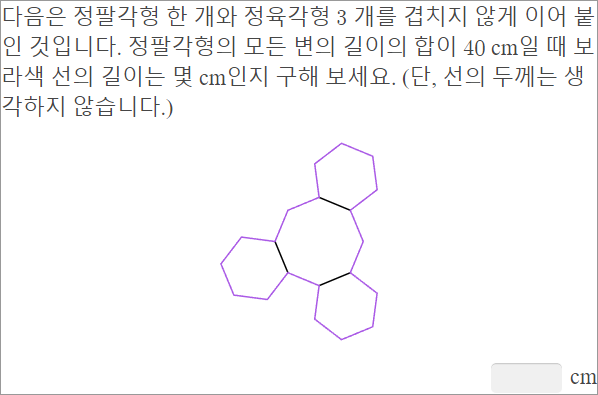 다음은 정팔각형 한 개와 정육각형 3 개를 겹치지 않게 이어 붙
인 것입니다. 정팔각형의 모든 변의 길이의 합이 40 cm일 때 보
라색 선의 길이는 몇 cm인지 구해 보세요. (단, 선의 두께는 생
각하지 않습니다.)
cm